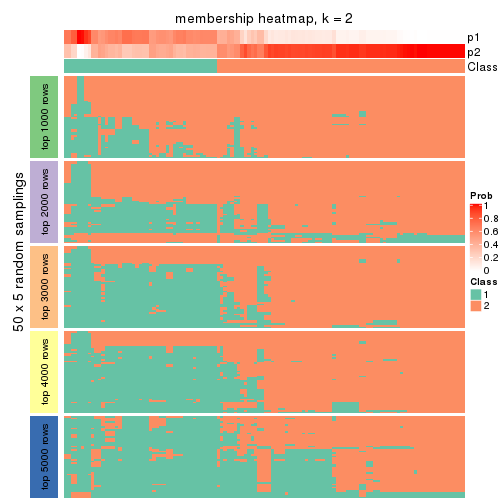 membership heatmap, k = 2
p1
p2
Class
50 x 5 random samplings
top 1000 rows
top 2000 rows
top 3000 rows
top 4000 rows
top 5000 rows
Prob
1
0.8
0.6
0.4
0.2
0
Class
1
2